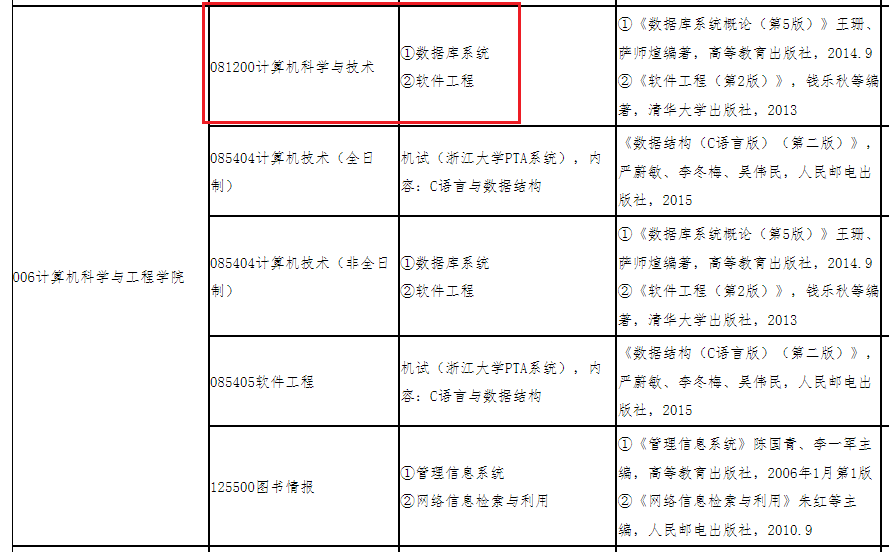 ①《数据库系统概论（第5版）》王珊、
萨师煊编著，高等教育出版社，2014.9
②《软件工程（第2版）》，钱乐秋等编
著，清华大学出版社，2013
081200计算机科学与技术
①数据库系统
②软件工程
085404计算机技术（全日
制）
机试（浙江大学PTA系统），内
容：C语言与数据结构
《数据结构（C语言版）（第二版）》，
严蔚敏、李冬梅、吴伟民，人民邮电出
版社，2015
006计算机科学与工程学院
085404计算机技术（非全日
制）
①数据库系统
②软件工程
①《数据库系统概论（第5版）》王珊、
萨师煊编著，高等教育出版社，2014.9
②《软件工程（第2版）》，钱乐秋等编
著，清华大学出版社，2013
085405软件工程
机试（浙江大学PTA系统），内
容：C语言与数据结构
《数据结构（C语言版）（第二版）》，
严蔚敏、李冬梅、吴伟民，人民邮电出
版社，2015
125500图书情报
①管理信息系统
②网络信息检索与利用
①《管理信息系统》陈国青、李一军主
编，高等教育出版社，2006年1月第1版
②《网络信息检索与利用》朱红等主
编，人民邮电出版社，2010.9